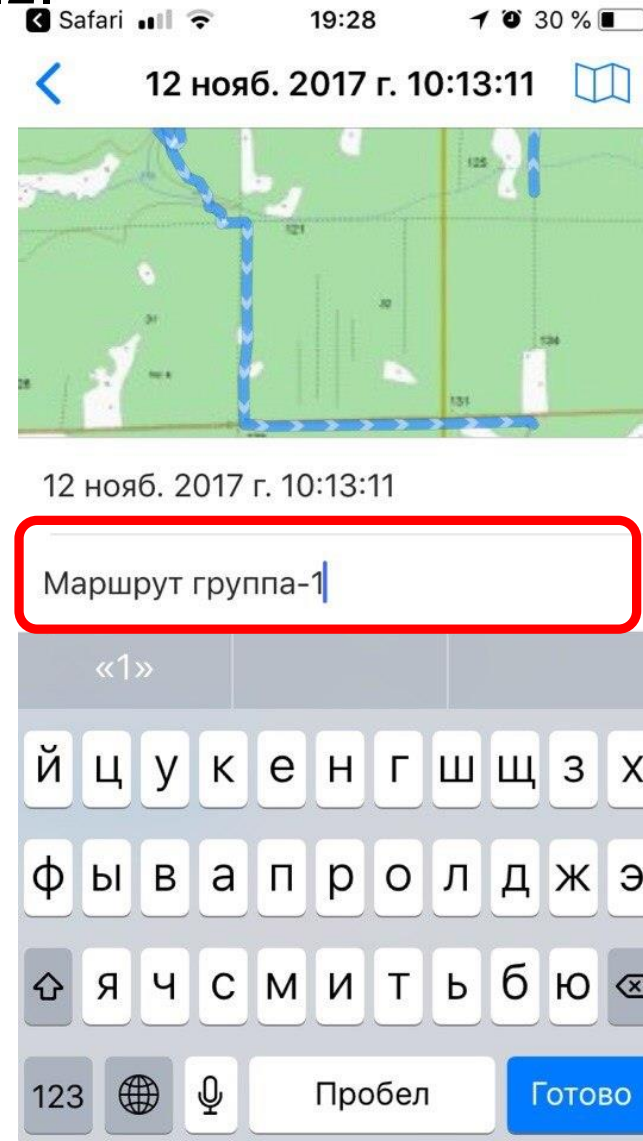 Safari 19:28 30 %
12 нояб. 2017 г. 10:13:11
125
121
32
31
134
131
12 нояб. 2017 г. 10:13:11
Маршрут группа-1
«1»
й ц у к е н г ш щ з х
ф ы в а п р о л д ж э
я ч с м и т ь б ю
123 Пробел Готово